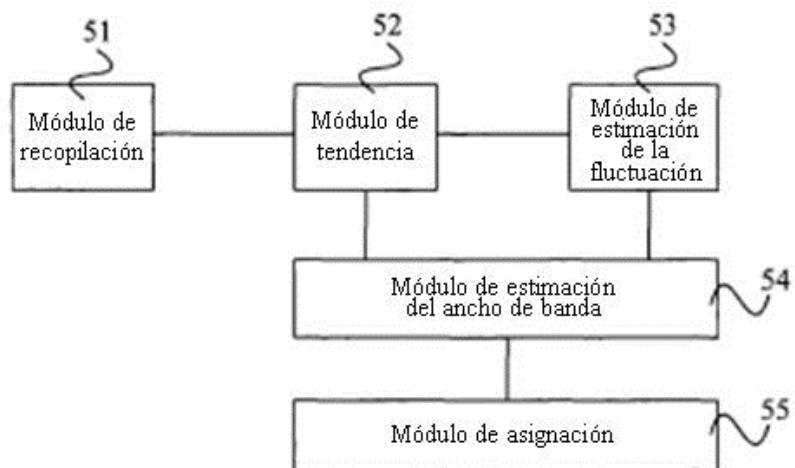 51
52
53
Módulo de
recopilación
Módulo de
tendencia
Módulo de
estimación
de la
fluctuación
Módulo de estimación
del ancho de banda
54
Módulo de asignación
55